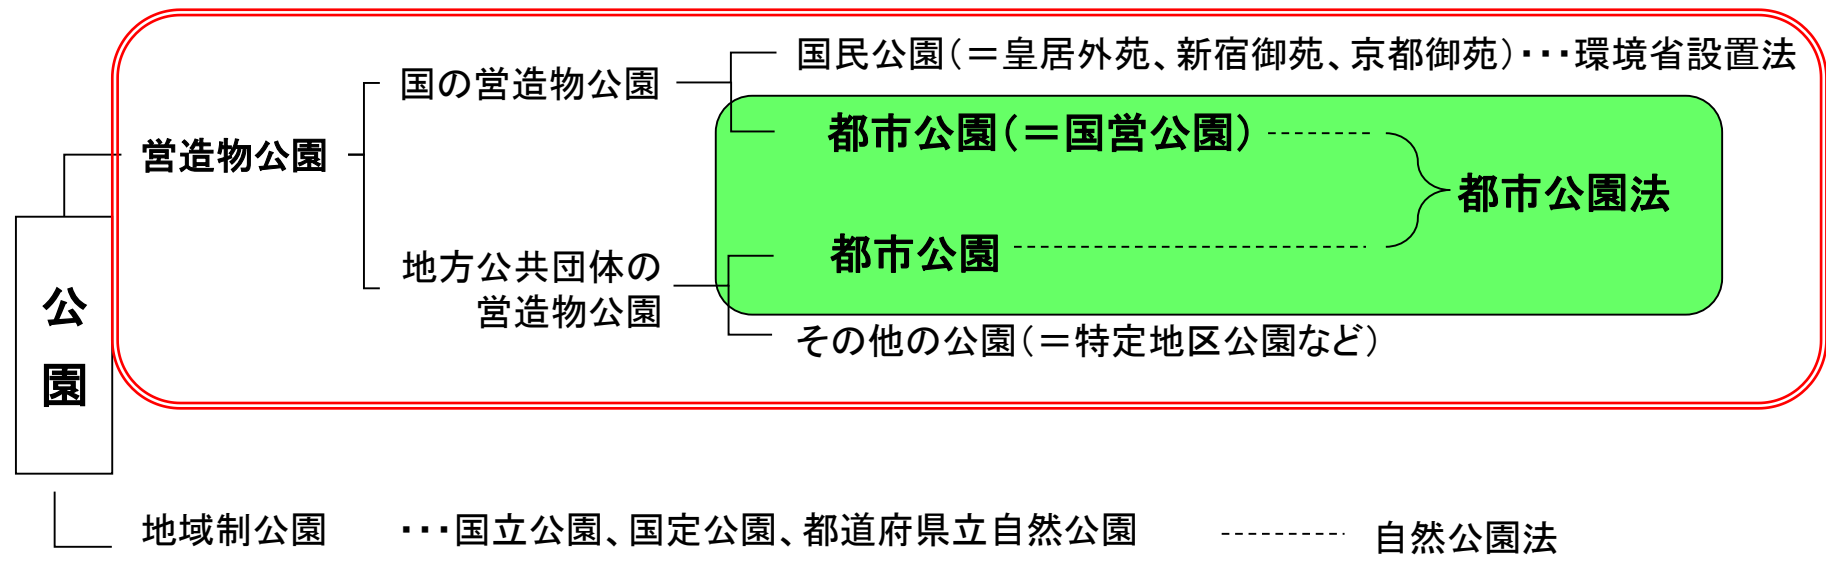 国民公園(＝皇居外苑、新宿御苑、京都御苑)・・・環境省設置法
国の営造物公園
都市公園(＝国営公園)
営造物公園
都市公園法
都市公園
地方公共団体の
営造物公園
その他の公園(＝特定地区公園など)
公
園
地域制公園 ・・・国立公園、国定公園、都道府県立自然公園
自然公園法